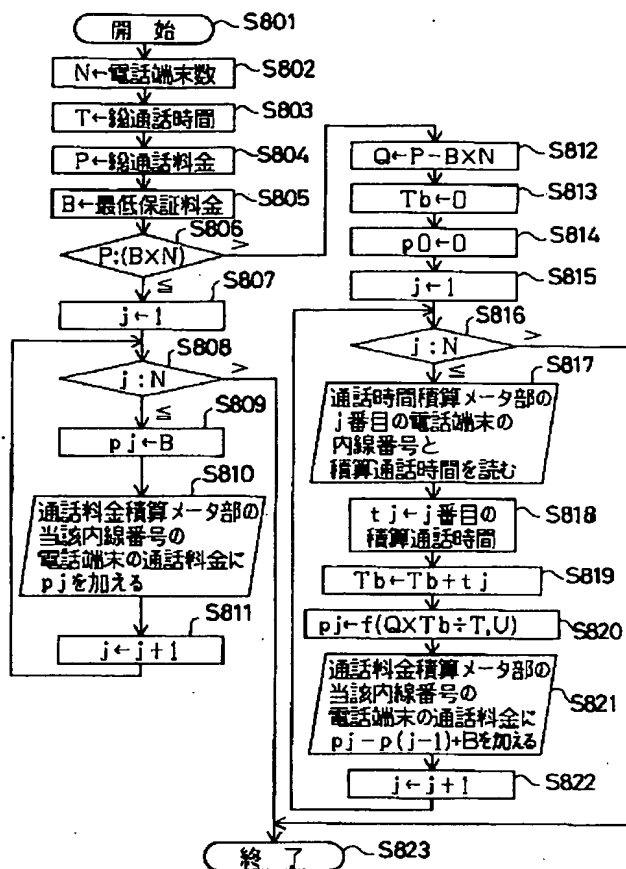 開 始
S801
N←電話端末数
S802
T←総通話時間
S803
P←総通話料金
S804
B←最低保証料金
S805
P:(B×N)
S806
>
≦
j←1
S807
j:N
S808
>
≦
pj←B
S809
S810
通話料金積算メータ部の
当該内線番号の
電話端末の通話料金に
pjを加える
j←j+1
S811
Q←P-B×N
S812
Tb←0
S813
p0←0
S814
j←1
S815
j:N
S816
>
≦
S817
通話時間積算メータ部の
j番目の電話端末の
内線番号と
積算通話時間を読む
tj←j番目の
積算通話時間
S818
Tb←Tb+tj
S819
pj←f(Q×Tb÷T,U)
S820
通話料金積算メータ部の
当該内線番号の
電話端末の通話料金に
pj-p(j-1)+Bを加える
S821
j←j+1
S822
終 了
S823